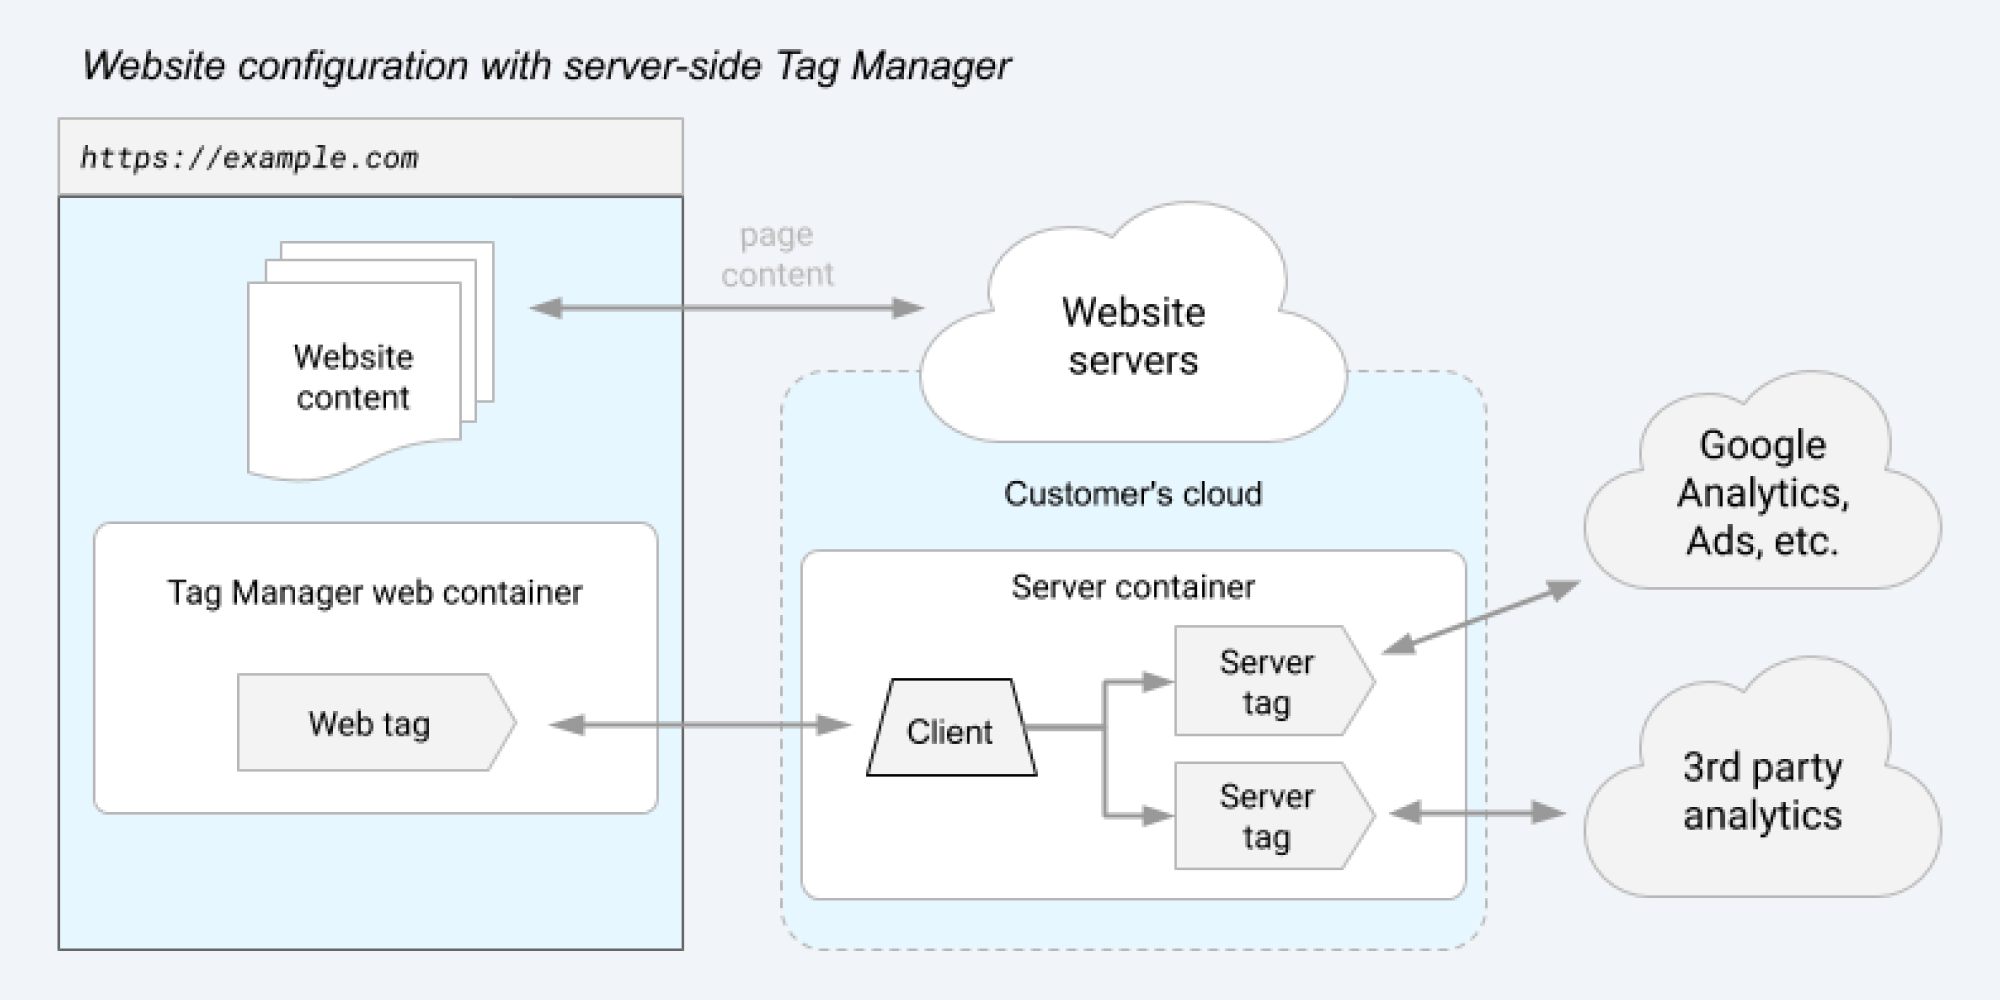 Website configuration with server-side Tag Manager
https://example.com
page
content
Website
content
Website
servers
Customer's cloud
Google
Analytics,
Ads, etc.
Tag Manager web container
Web tag
Server container
Client
Server
tag
Server
tag
3rd party
analytics